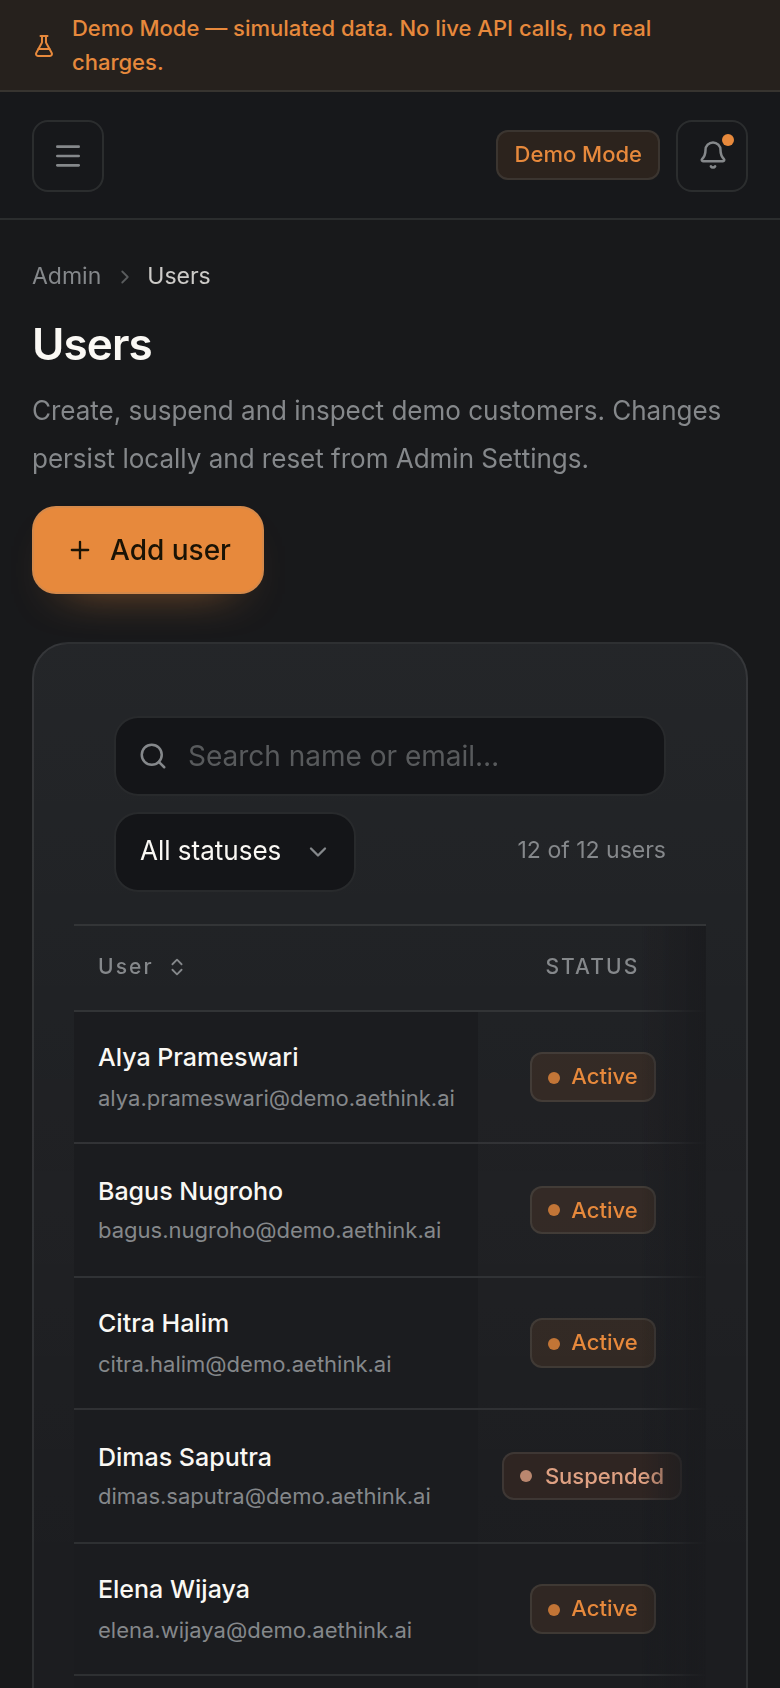 Demo Mode — simulated data. No live API calls, no real
charges.
Demo Mode
Admin > Users
Users
Create, suspend and inspect demo customers. Changes
persist locally and reset from Admin Settings.
+ Add user
Search name or email...
All statuses
12 of 12 users
User
STATUS
Alya Prameswari
alya.prameswari@demo.aethink.ai
Active
Bagus Nugroho
bagus.nugroho@demo.aethink.ai
Active
Citra Halim
citra.halim@demo.aethink.ai
Active
Dimas Saputra
dimas.saputra@demo.aethink.ai
Suspended
Elena Wijaya
elena.wijaya@demo.aethink.ai
Active